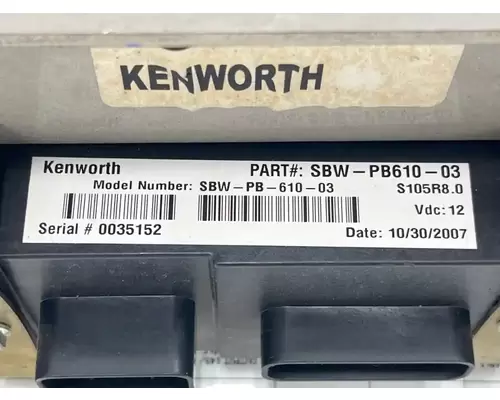 KENWORTH
Kenworth PART#: SBW-PB610-03
Model Number: SBW-PB-610-03 S105R8.0
Vdc: 12
Serial # 0035152 Date: 10/30/2007